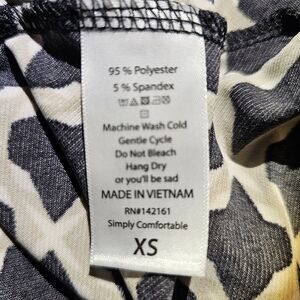 95 % Polyester
5 % Spandex
Machine Wash Cold
Gentle Cycle
Do Not Bleach
Hang Dry
or you'll be sad
MADE IN VIETNAM
RN#142161
Simply Comfortable
XS